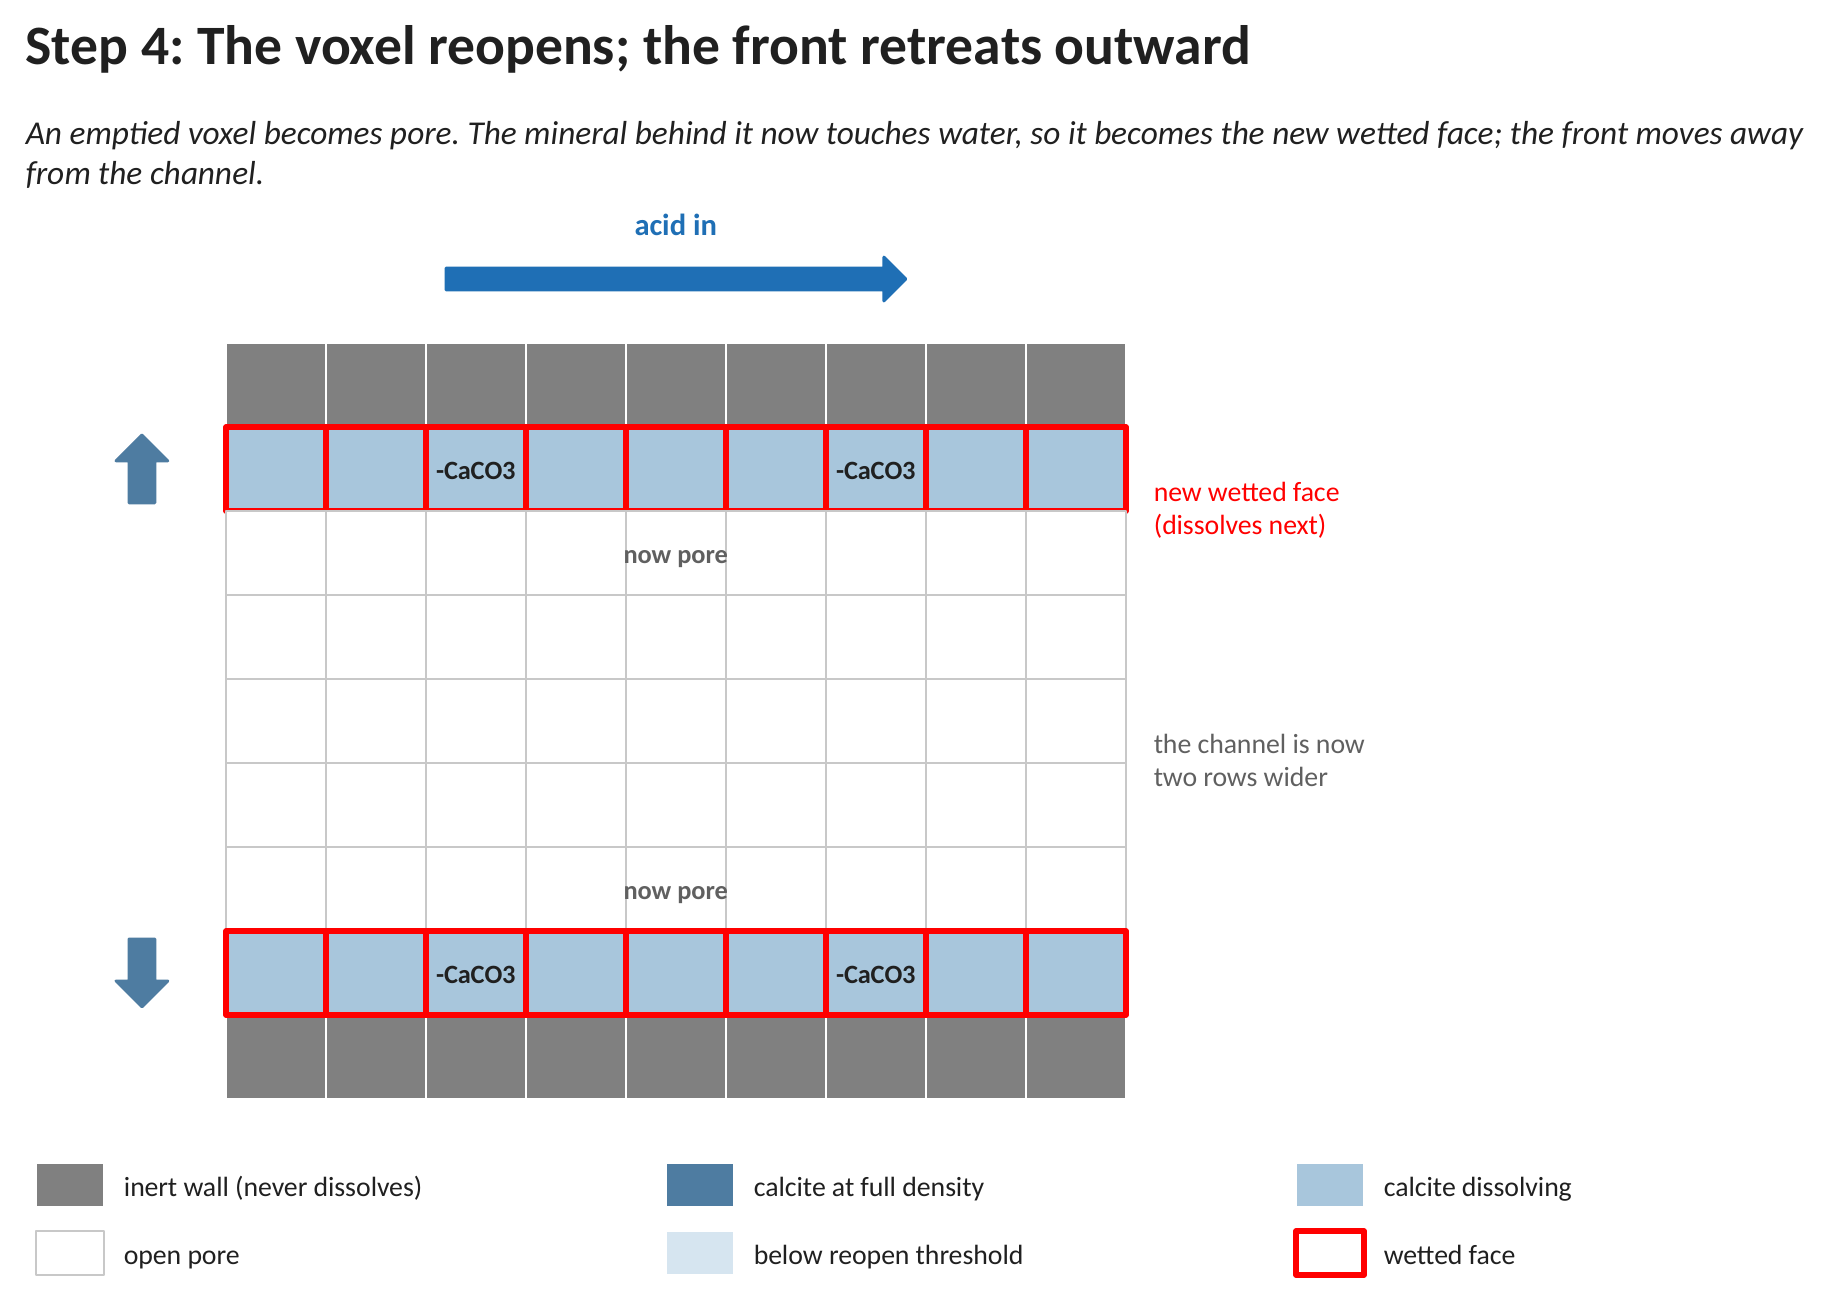 Step 4: The voxel reopens; the front retreats outward
An emptied voxel becomes pore. The mineral behind it now touches water, so it becomes the new wetted face; the front moves away
from the channel.
acid in
-CaCO3 -CaCO3
new wetted face
(dissolves next)
now pore
the channel is now
two rows wider
now pore
-CaCO3 -CaCO3
inert wall (never dissolves) calcite at full density calcite dissolving
open pore below reopen threshold wetted face